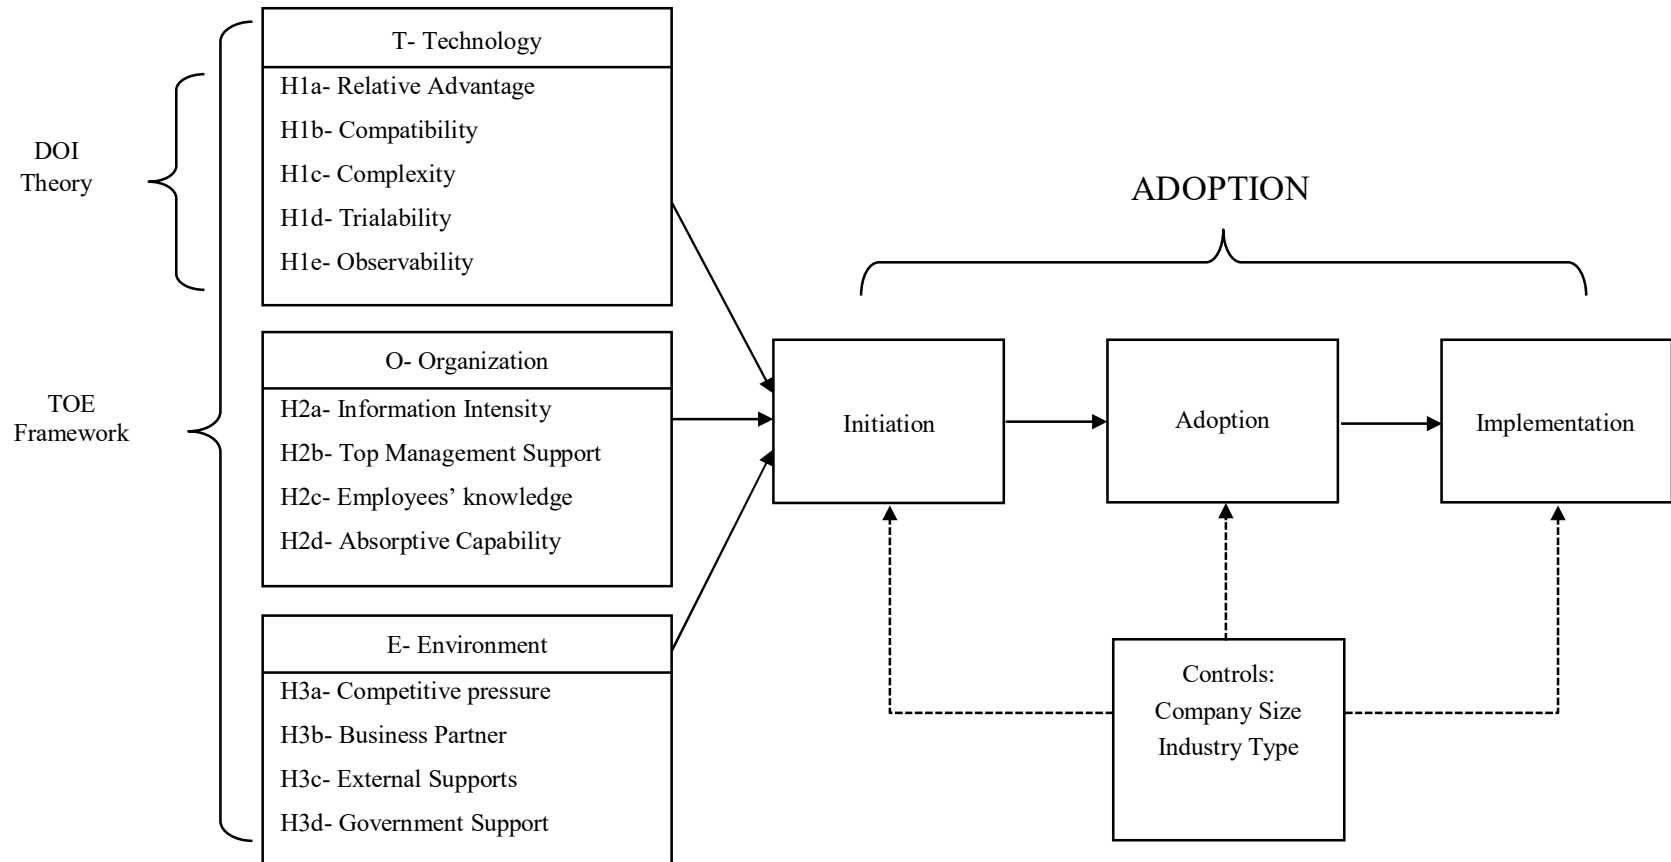 T- Technology
H1a- Relative Advantage
H1b- Compatibility
H1c- Complexity
H1d- Trialability
H1e- Observability
DOI
Theory
O- Organization
H2a- Information Intensity
H2b- Top Management Support
H2c- Employees’ knowledge
H2d- Absorptive Capability
TOE
Framework
E- Environment
H3a- Competitive pressure
H3b- Business Partner
H3c- External Supports
H3d- Government Support
ADOPTION
Initiation
Adoption
Implementation
Controls:
Company Size
Industry Type